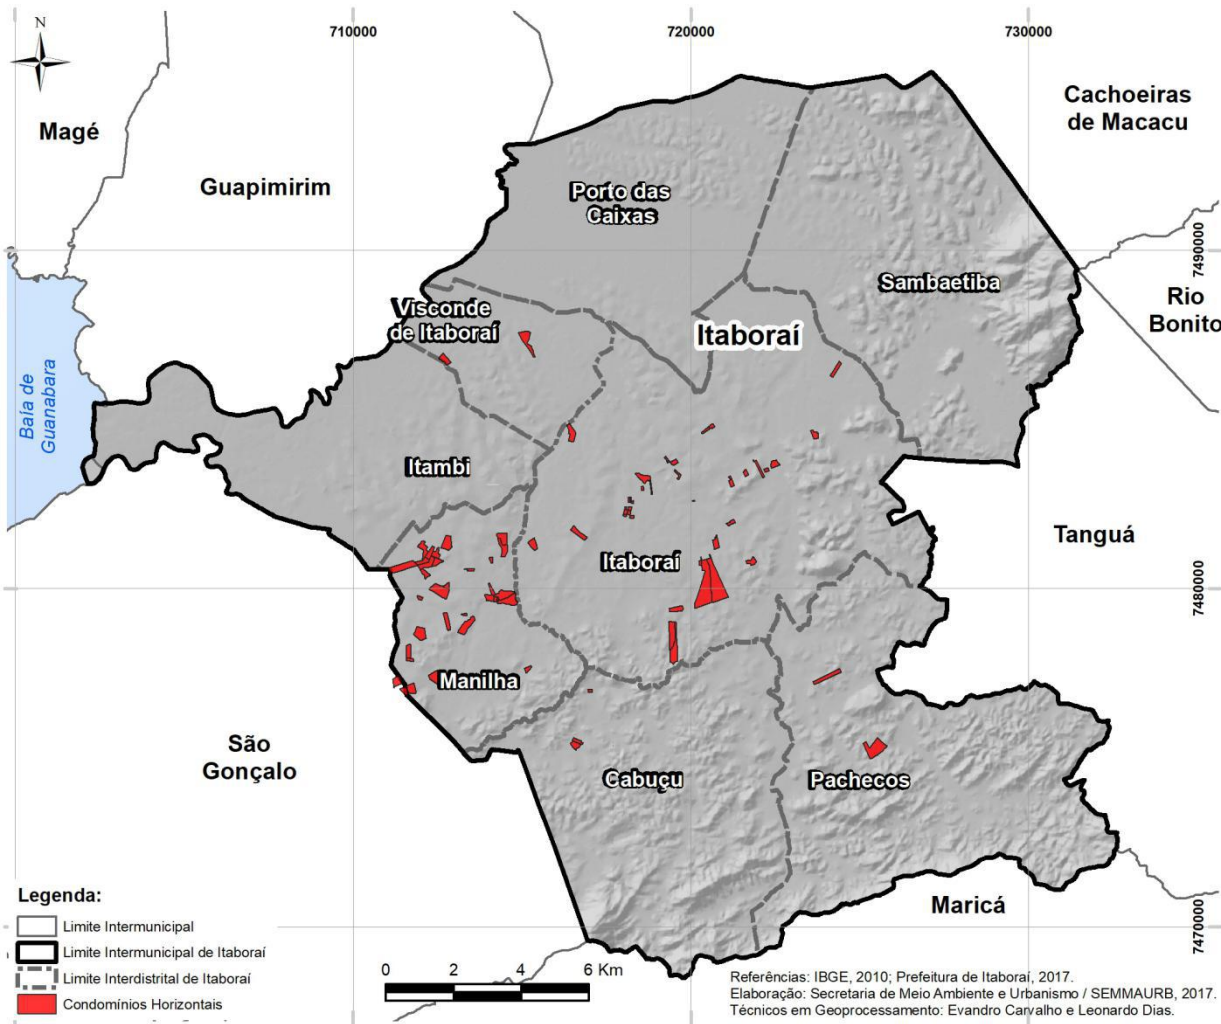 N
710000
720000
730000
Cachoeiras
de Macacu
Magé
Guapimirim
Porto das
Caixas
7490000
Sambaetiba
Rio
Bonito
Visconde
de Itaboraí
Itaboraí
Baía de
Guanabara
Itambi
Tanguá
Itaboraí
7480000
Manilha
São
Gonçalo
Cabuçu
Pachecos
Maricá
7470000
Legenda:
Limite Intermunicipal
Limite Intermunicipal de Itaboraí
Limite Interdistrital de Itaboraí
Condomínios Horizontais
0 2 4 6 Km
Referências: IBGE, 2010; Prefeitura de Itaboraí, 2017.
Elaboração: Secretaria de Meio Ambiente e Urbanismo / SEMMAURB, 2017.
Técnicos em Geoprocessamento: Evandro Carvalho e Leonardo Dias.